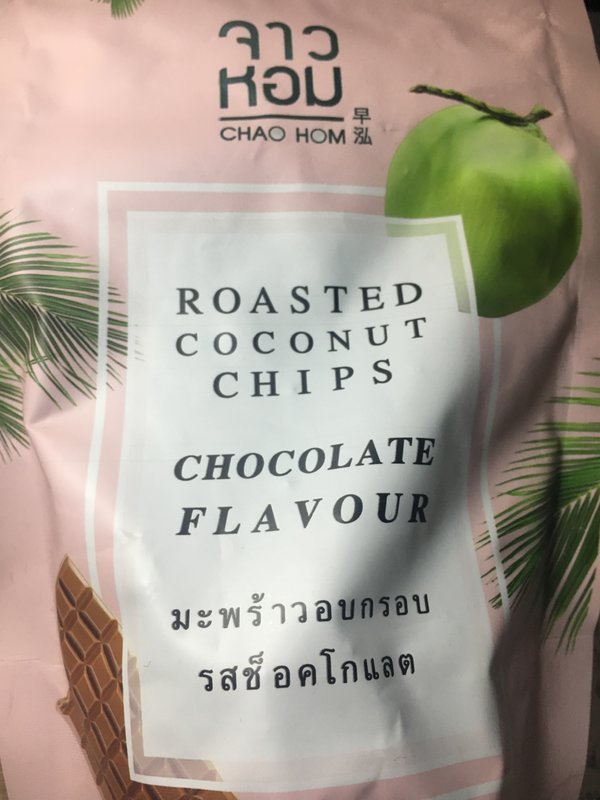 จาว
หอม
CHAO HOM 早泓
ROASTED
COCONUT
CHIPS
CHOCOLATE
FLAVOUR
มะพร้าวอบกรอบ
รสช็อคโกแลต